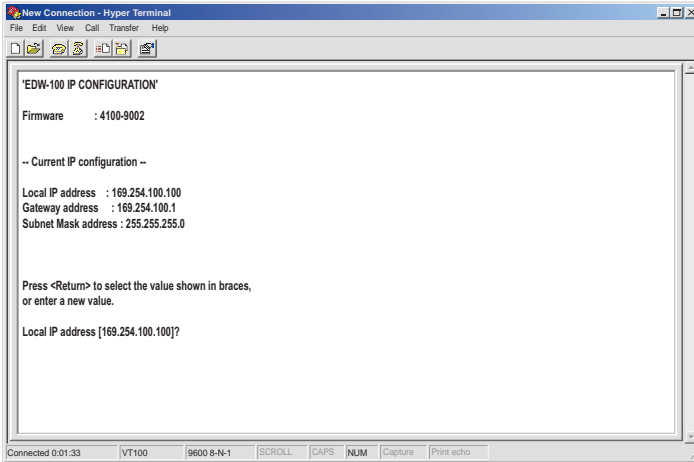 New Connection - Hyper Terminal
File Edit View Call Transfer Help
'EDW-100 IP CONFIGURATION'
Firmware : 4100-9002
-- Current IP configuration --
Local IP address : 169.254.100.100
Gateway address : 169.254.100.1
Subnet Mask address : 255.255.255.0
Press <Return> to select the value shown in braces,
or enter a new value.
Local IP address [169.254.100.100]?
Connected 0:01:33 VT100 9600 8-N-1 SCROLL CAPS NUM Capture Print echo